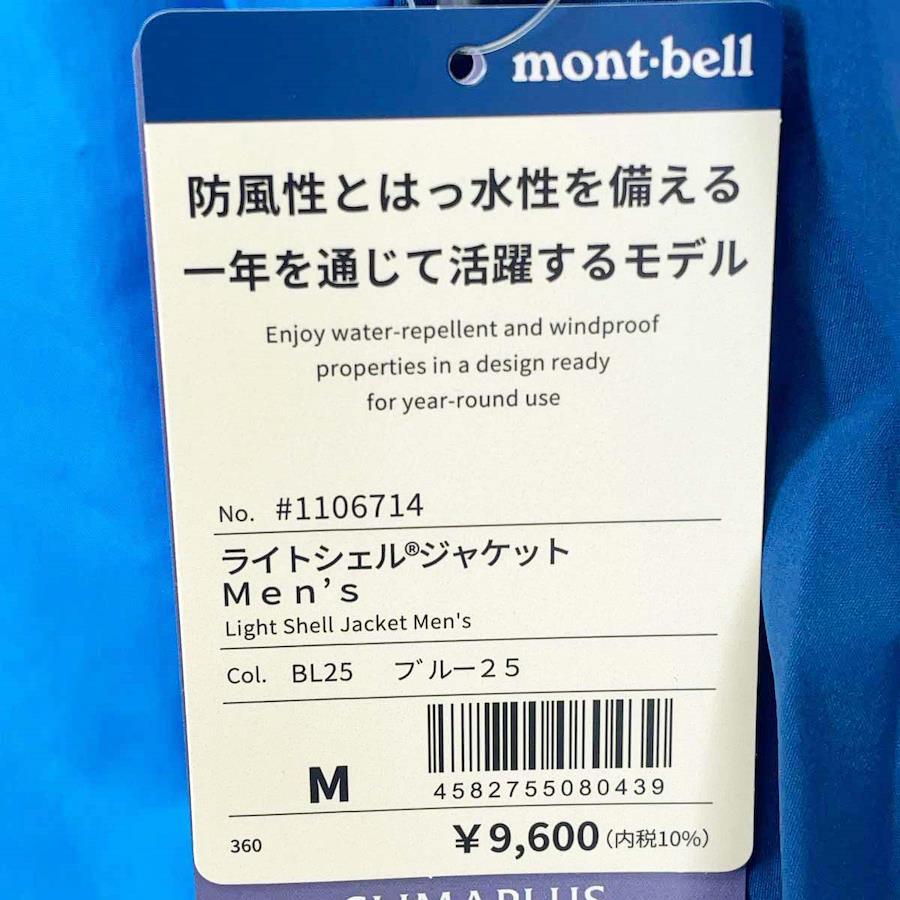 mont·bell
防風性とはっ水性を備える
一年を通じて活躍するモデル
Enjoy water-repellent and windproof
properties in a design ready
for year-round use
No. #1106714
ライトシェル®ジャケット
Ｍｅｎ’ｓ
Light Shell Jacket Men's
Col. BL25 ブルー２５
M
4582755080439
360 ￥9,600（内税10%）
CLIMAPLUS